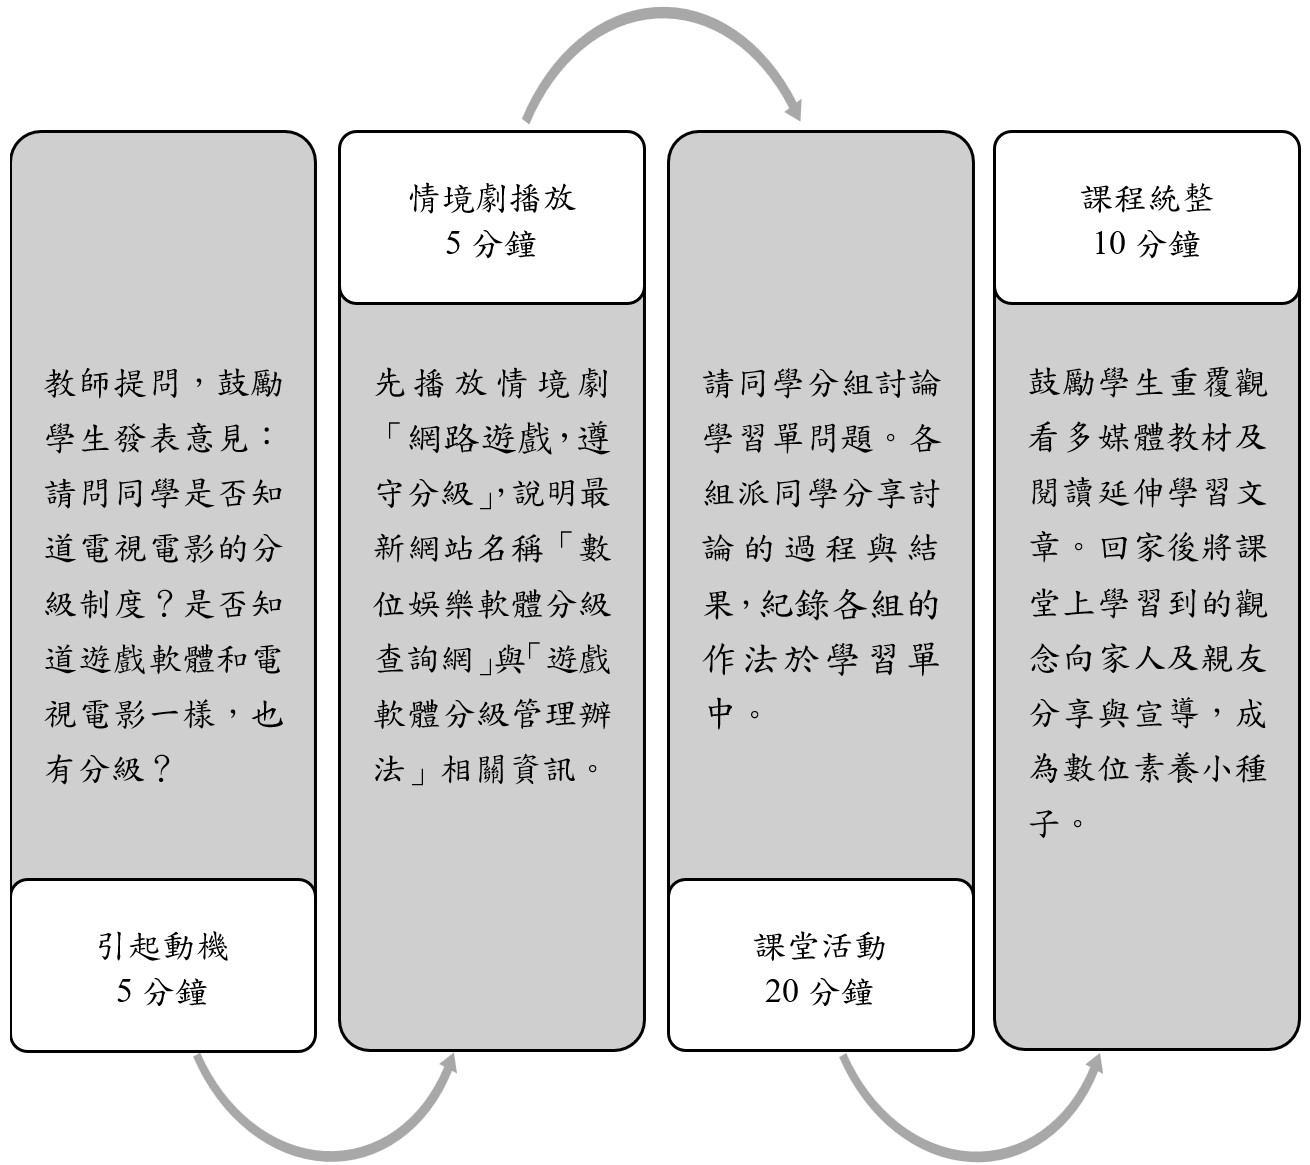 教師提問，鼓勵
學生發表意見：
請問同學是否知
道電視電影的分
級制度？是否知
道遊戲軟體和電
視電影一樣，也
有分級？
引起動機
5 分鐘
情境劇播放
5 分鐘
先播放情境劇
「網路遊戲，遵
守分級」，說明最
新網站名稱「數
位娛樂軟體分級
查詢網」與「遊戲
軟體分級管理辦
法」相關資訊。
請同學分組討論
學習單問題。各
組派同學分享討
論的過程與結
果，紀錄各組的
作法於學習單
中。
課堂活動
20 分鐘
課程統整
10 分鐘
鼓勵學生重覆觀
看多媒體教材及
閱讀延伸學習文
章。回家後將課
堂上學習到的觀
念向家人及親友
分享與宣導，成
為數位素養小種
子。